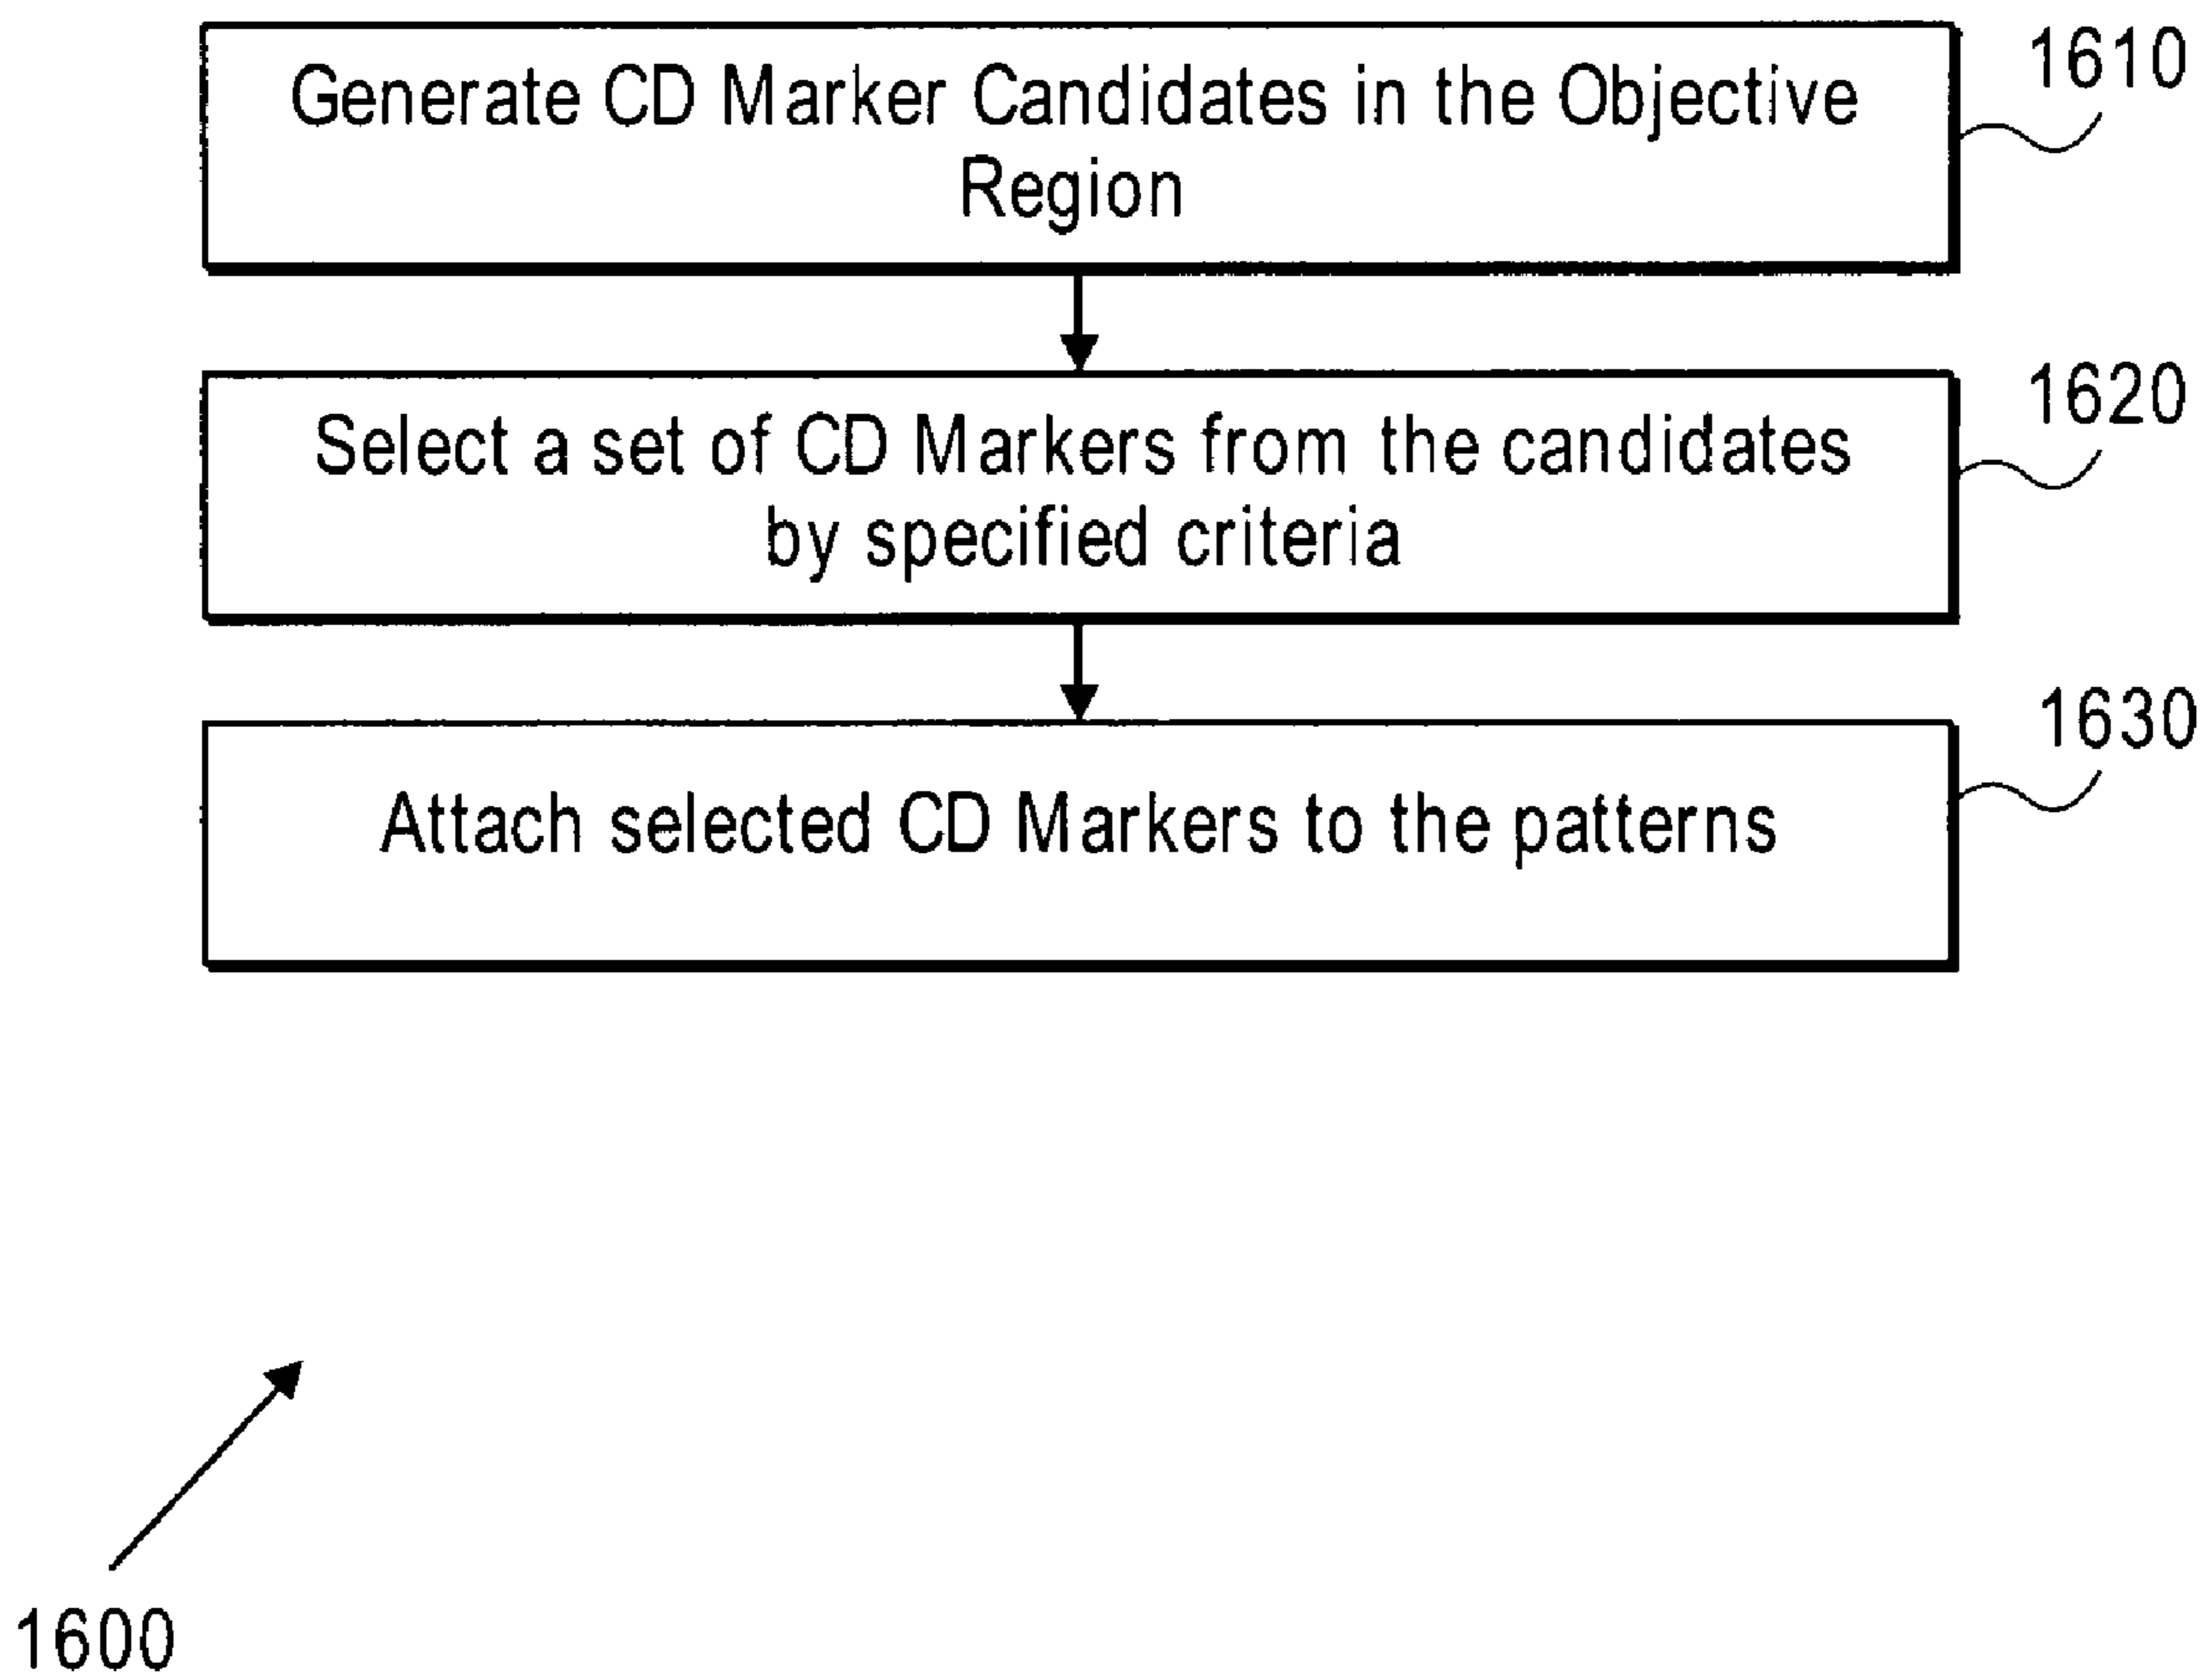 Generate CD Marker Candidates in the Objective
Region
1610
Select a set of CD Markers from the candidates
by specified criteria
1620
Attach selected CD Markers to the patterns
1630
1600